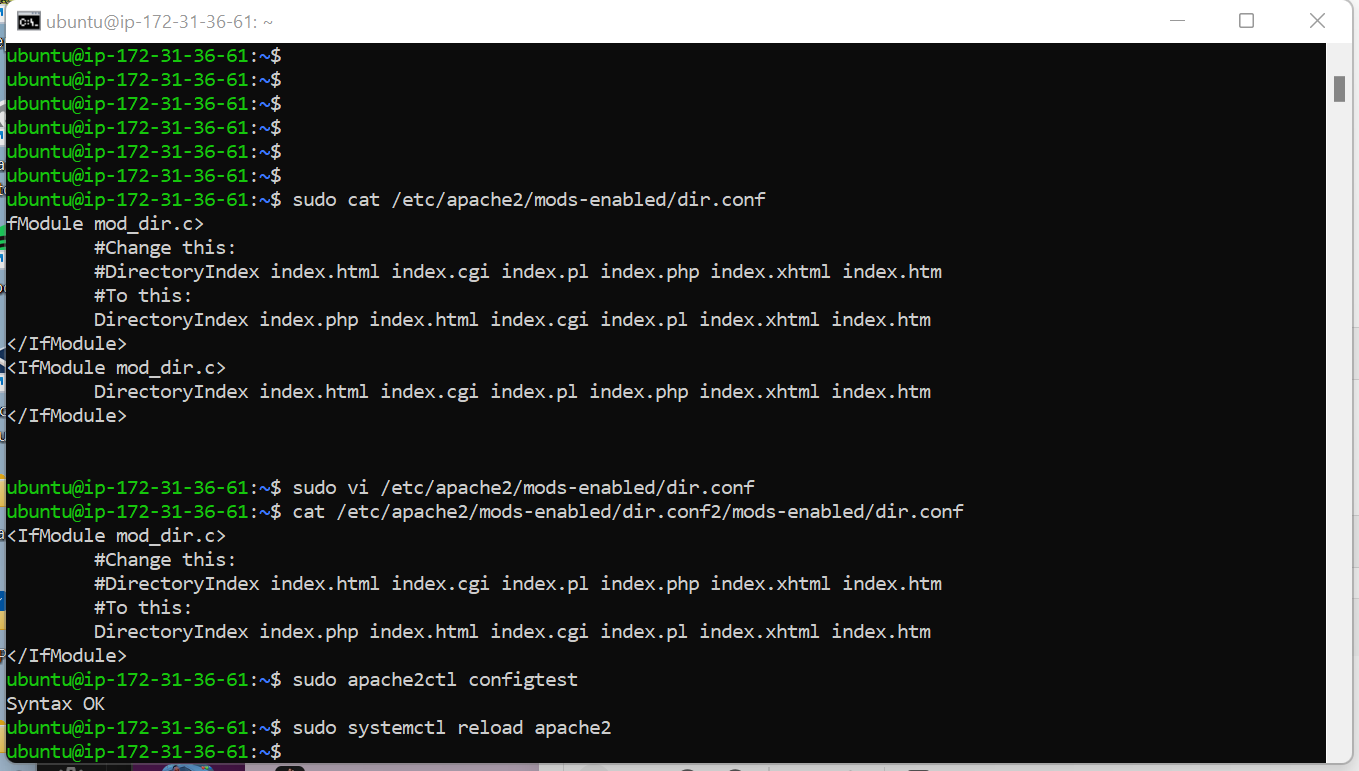 ubuntu@ip-172-31-36-61: ~
ubuntu@ip-172-31-36-61:~$
ubuntu@ip-172-31-36-61:~$
ubuntu@ip-172-31-36-61:~$
ubuntu@ip-172-31-36-61:~$
ubuntu@ip-172-31-36-61:~$
ubuntu@ip-172-31-36-61:~$
ubuntu@ip-172-31-36-61:~$ sudo cat /etc/apache2/mods-enabled/dir.conf
fModule mod_dir.c>
        #Change this:
        #DirectoryIndex index.html index.cgi index.pl index.php index.xhtml index.htm
        #To this:
        DirectoryIndex index.php index.html index.cgi index.pl index.xhtml index.htm
</IfModule>
<IfModule mod_dir.c>
        DirectoryIndex index.html index.cgi index.pl index.php index.xhtml index.htm
</IfModule>
ubuntu@ip-172-31-36-61:~$ sudo vi /etc/apache2/mods-enabled/dir.conf
ubuntu@ip-172-31-36-61:~$ cat /etc/apache2/mods-enabled/dir.conf2/mods-enabled/dir.conf
<IfModule mod_dir.c>
        #Change this:
        #DirectoryIndex index.html index.cgi index.pl index.php index.xhtml index.htm
        #To this:
        DirectoryIndex index.php index.html index.cgi index.pl index.xhtml index.htm
</IfModule>
ubuntu@ip-172-31-36-61:~$ sudo apache2ctl configtest
Syntax OK
ubuntu@ip-172-31-36-61:~$ sudo systemctl reload apache2
ubuntu@ip-172-31-36-61:~$